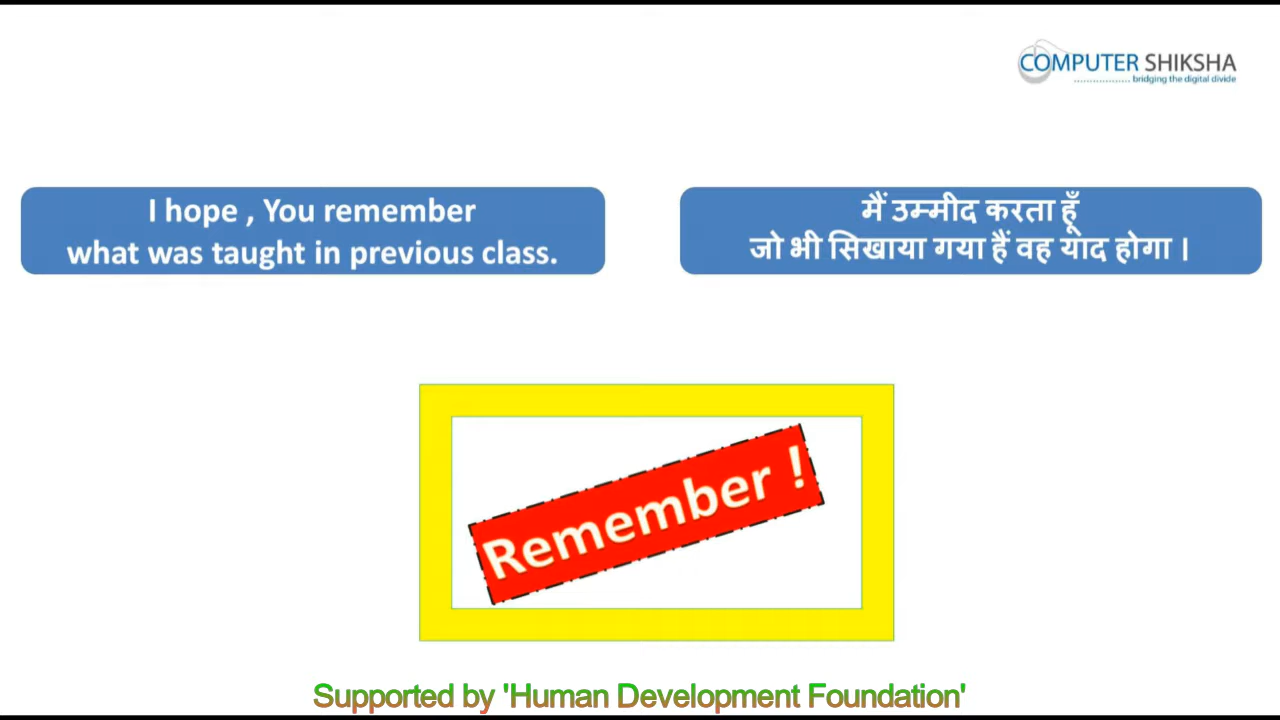 COMPUTER SHIKSHA
.................. bridging the digital divide
I hope , You remember
what was taught in previous class.
मैं उम्मीद करता हूँ
जो भी सिखाया गया हैं वह याद होगा ।
Remember !
Supported by 'Human Development Foundation'